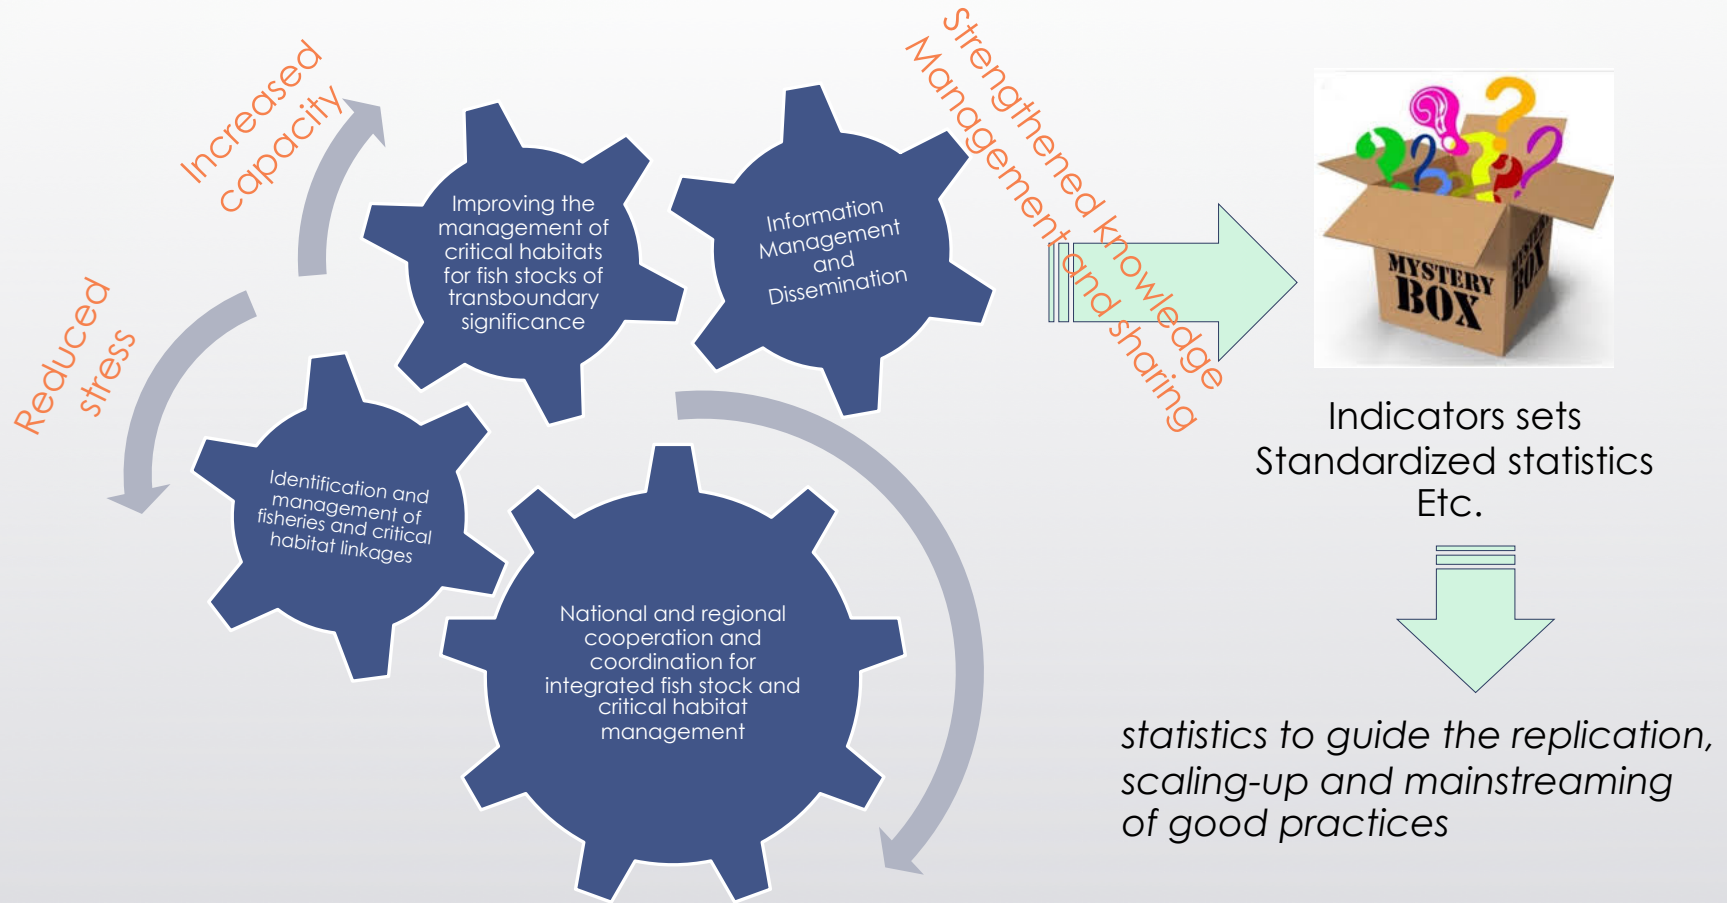 Increased
capacity
Reduced
stress
Improving the
management of
critical habitats
for fish stocks of
transboundary
significance
Information
Management
and
Dissemination
Strengthened knowledge
Management and sharing
Identification and
management of
fisheries and critical
habitat linkages
National and regional
cooperation and
coordination for
integrated fish stock and
critical habitat
management
MYSTERY
BOX
Indicators sets
Standardized statistics
Etc.
statistics to guide the replication,
scaling-up and mainstreaming
of good practices